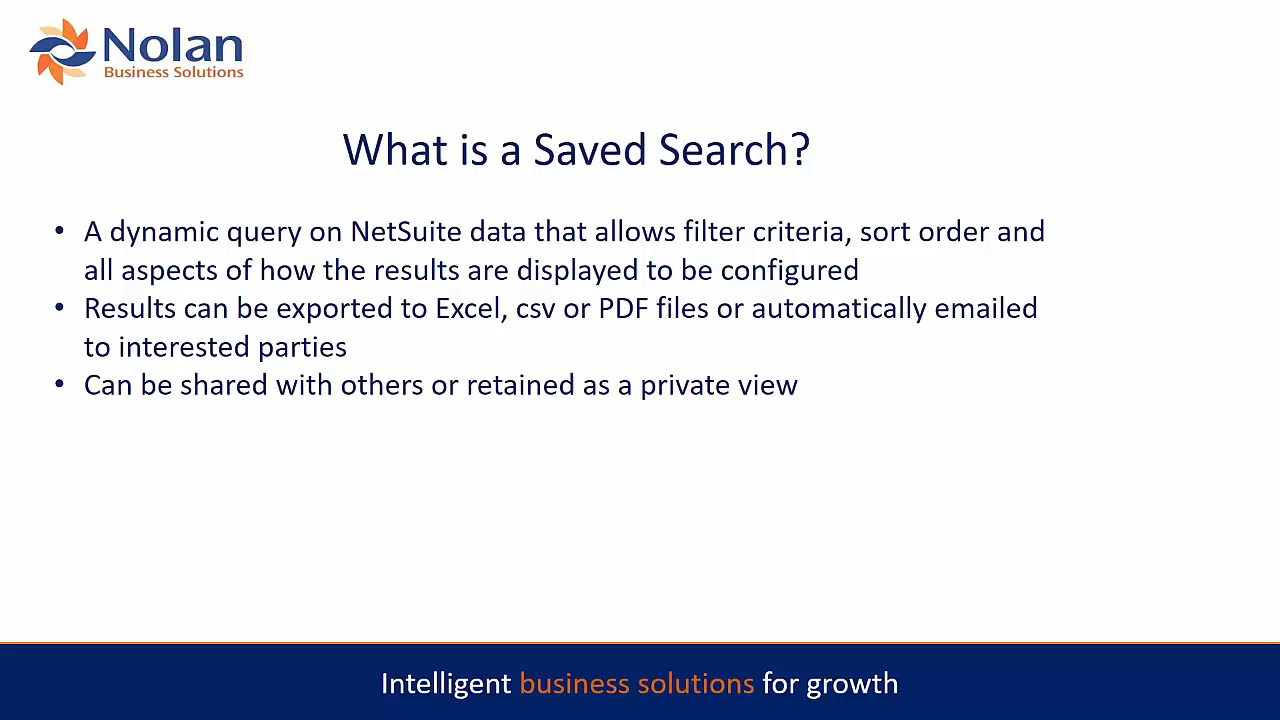 Nolan
Business Solutions
What is a Saved Search?
• A dynamic query on NetSuite data that allows filter criteria, sort order and
all aspects of how the results are displayed to be configured
• Results can be exported to Excel, csv or PDF files or automatically emailed
to interested parties
• Can be shared with others or retained as a private view
Intelligent business solutions for growth